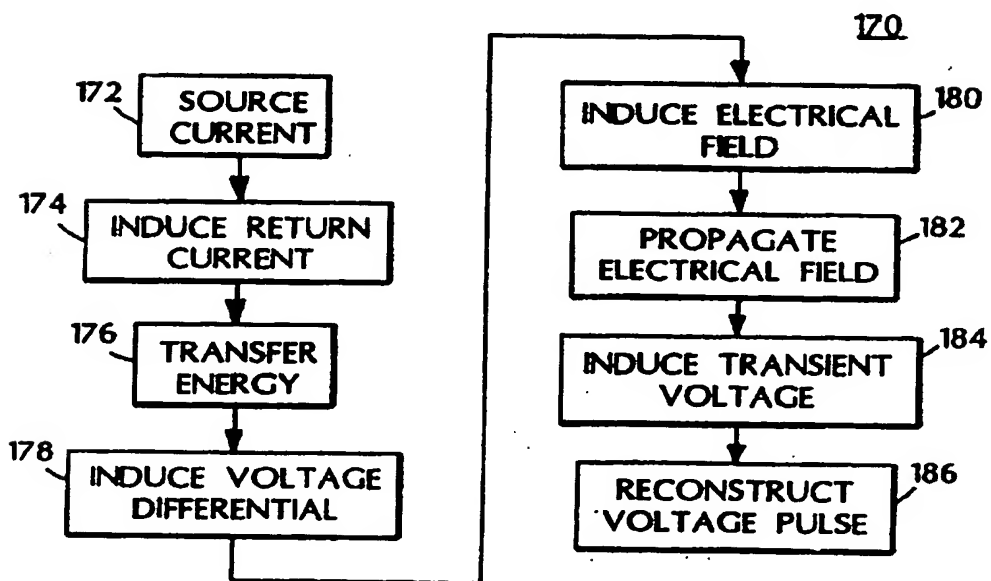 170
172
SOURCE
CURRENT
174
INDUCE RETURN
CURRENT
176
TRANSFER
ENERGY
178
INDUCE VOLTAGE
DIFFERENTIAL
INDUCE ELECTRICAL
FIELD
180
PROPAGATE
ELECTRICAL FIELD
182
INDUCE TRANSIENT
VOLTAGE
184
RECONSTRUCT
VOLTAGE PULSE
186